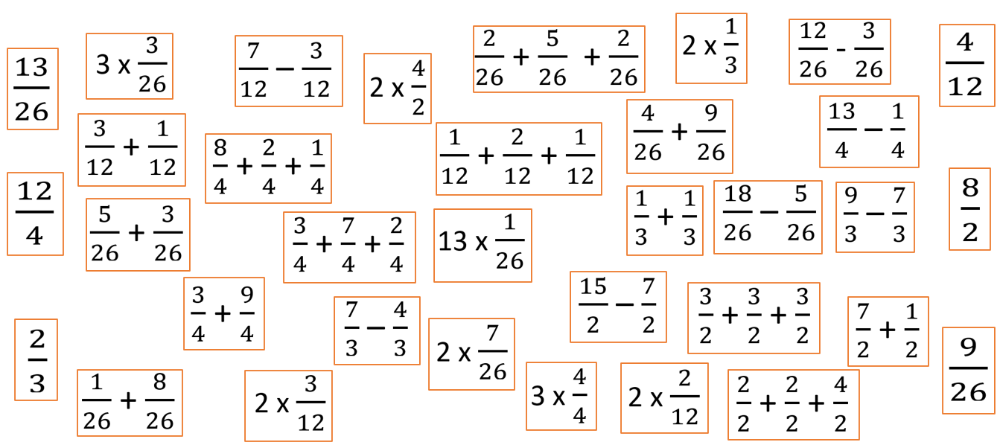 13/26
3 x 3/26
7/12 − 3/12
2 x 4/2
2/26 + 5/26 + 2/26
2 x 1/3
12/26 - 3/26
4/12
3/12 + 1/12
8/4 + 2/4 + 1/4
1/12 + 2/12 + 1/12
4/26 + 9/26
13/4 − 1/4
12/4
5/26 + 3/26
3/4 + 7/4 + 2/4
13 x 1/26
1/3 + 1/3
18/26 − 5/26
9/3 − 7/3
8/2
3/4 + 9/4
7/3 − 4/3
2 x 7/26
15/2 − 7/2
3/2 + 3/2 + 3/2
7/2 + 1/2
2/3
1/26 + 8/26
2 x 3/12
3 x 4/4
2 x 2/12
2/2 + 2/2 + 4/2
9/26